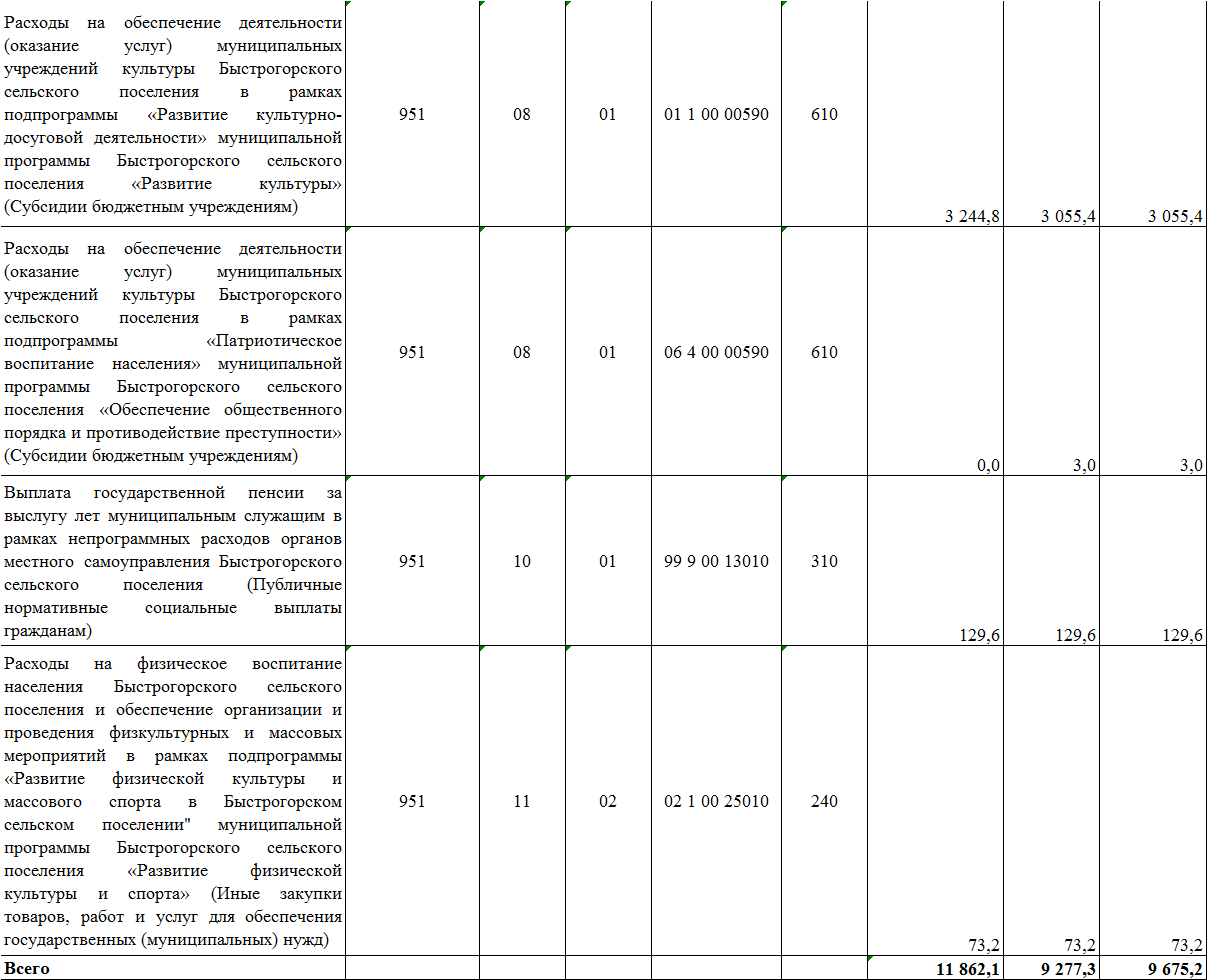 Расходы на обеспечение деятельности
(оказание услуг) муниципальных
учреждений культуры Быстрогорского
сельского поселения в рамках
подпрограммы «Развитие культурно-
досуговой деятельности» муниципальной
программы Быстрогорского сельского
поселения «Развитие культуры»
(Субсидии бюджетным учреждениям)
951 08 01 01 1 00 00590 610
3 244,8 3 055,4 3 055,4
Расходы на обеспечение деятельности
(оказание услуг) муниципальных
учреждений культуры Быстрогорского
сельского поселения в рамках
подпрограммы «Патриотическое
воспитание населения» муниципальной
программы Быстрогорского сельского
поселения «Обеспечение общественного
порядка и противодействие преступности»
(Субсидии бюджетным учреждениям)
951 08 01 06 4 00 00590 610
0,0 3,0 3,0
Выплата государственной пенсии за
выслугу лет муниципальным служащим в
рамках непрограммных расходов органов
местного самоуправления Быстрогорского
сельского поселения (Публичные
нормативные социальные выплаты
гражданам)
951 10 01 99 9 00 13010 310
129,6 129,6 129,6
Расходы на физическое воспитание
населения Быстрогорского сельского
поселения и обеспечение организации и
проведения физкультурных и массовых
мероприятий в рамках подпрограммы
«Развитие физической культуры и
массового спорта в Быстрогорском
сельском поселении" муниципальной
программы Быстрогорского сельского
поселения «Развитие физической
культуры и спорта» (Иные закупки
товаров, работ и услуг для обеспечения
государственных (муниципальных) нужд)
951 11 02 02 1 00 25010 240
73,2 73,2 73,2
Всего 11 862,1 9 277,3 9 675,2